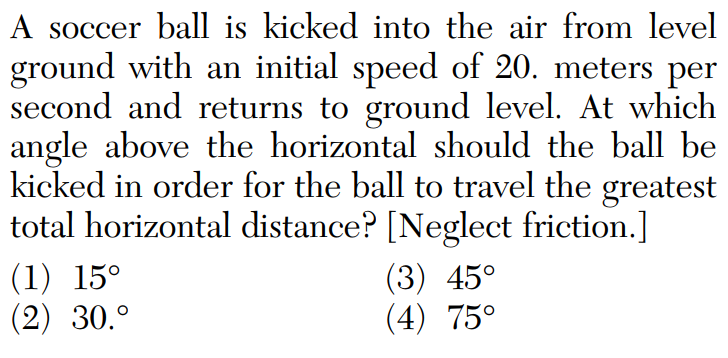 A soccer ball is kicked into the air from level
ground with an initial speed of 20. meters per
second and returns to ground level. At which
angle above the horizontal should the ball be
kicked in order for the ball to travel the greatest
total horizontal distance? [Neglect friction.]
(1) 15° (3) 45°
(2) 30.° (4) 75°